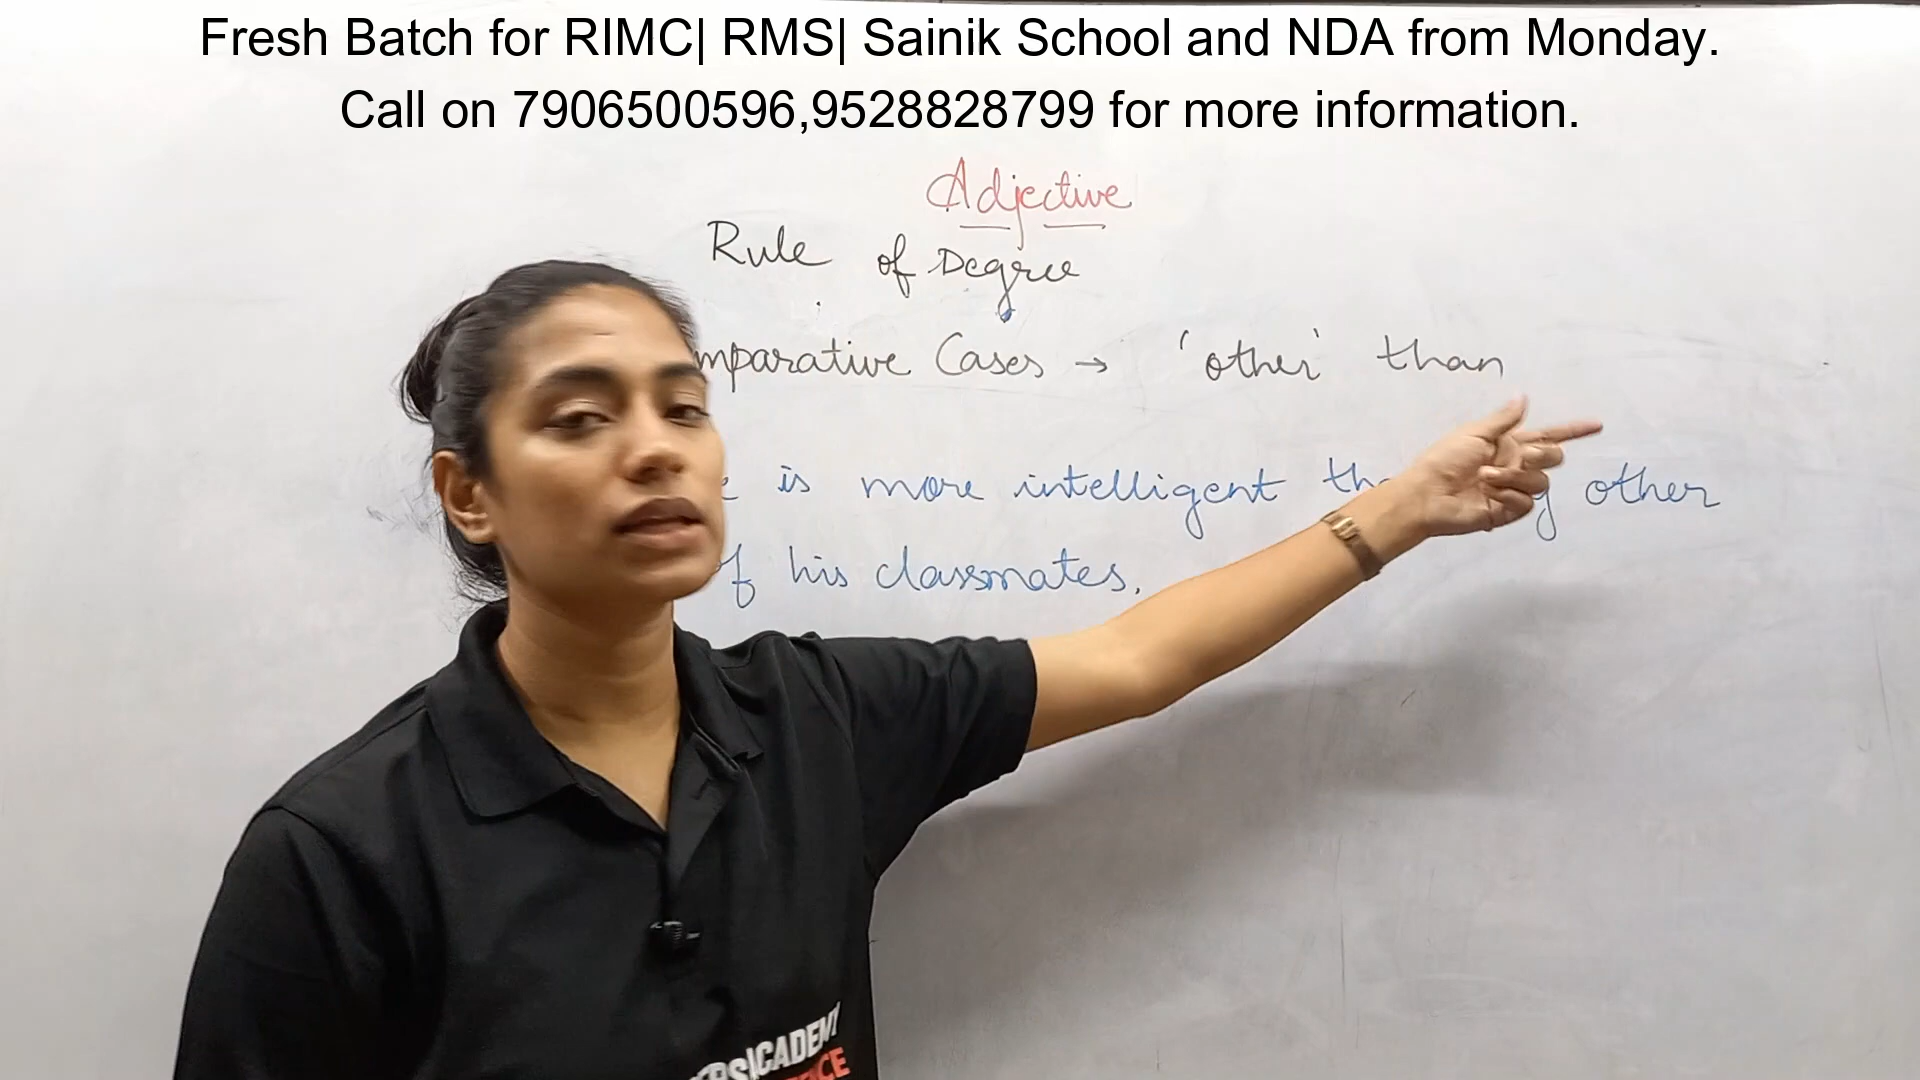 Fresh Batch for RIMC| RMS| Sainik School and NDA from Monday.
Call on 7906500596,9528828799 for more information.
Adjective
Rule of Degree
mparative Cases → 'other' than
is more intelligent other
his classmates.
ACADEMY